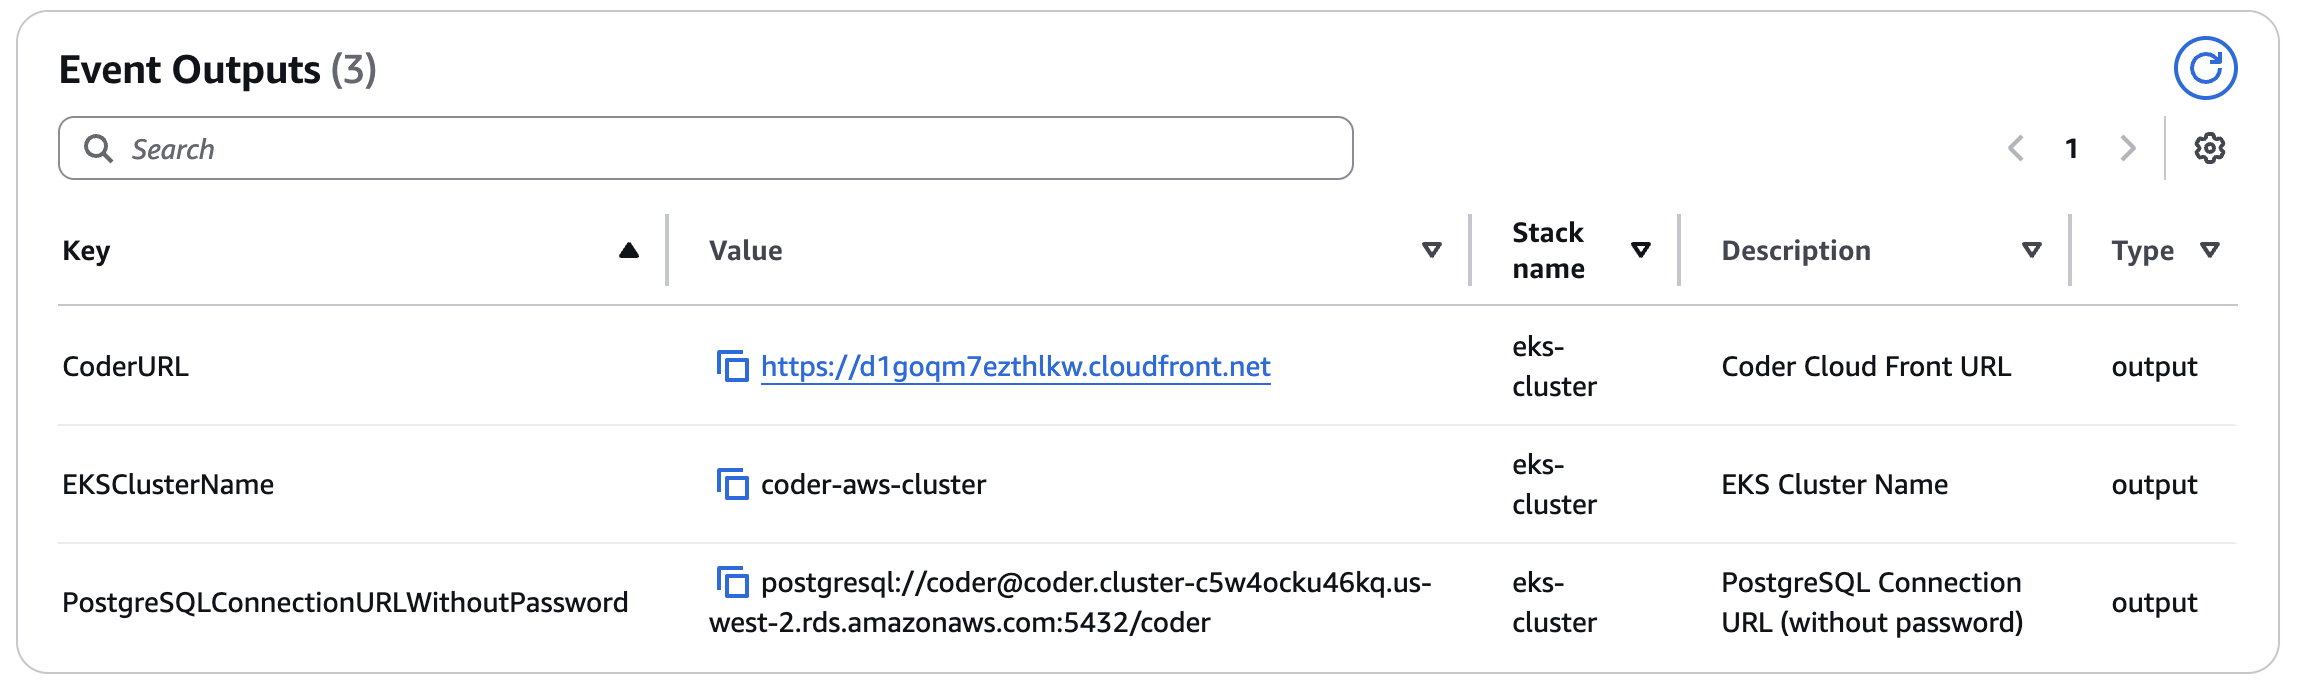 Event Outputs (3)
Search
1
Key
Value
Stack
name
Description
Type
CoderURL
https://d1goqm7ezthlkw.cloudfront.net
eks-
cluster
Coder Cloud Front URL
output
EKSClusterName
coder-aws-cluster
eks-
cluster
EKS Cluster Name
output
PostgreSQLConnectionURLWithoutPassword
postgresql://coder@coder.cluster-c5w4ocku46kq.us-
west-2.rds.amazonaws.com:5432/coder
eks-
cluster
PostgreSQL Connection
URL (without password)
output